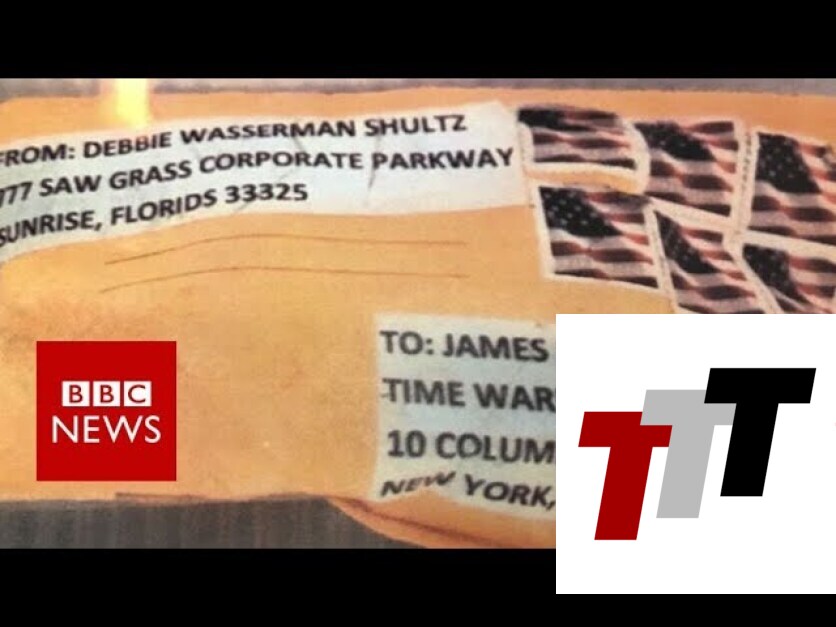 FROM: DEBBIE WASSERMAN SHULTZ
777 SAW GRASS CORPORATE PARKWAY
SUNRISE, FLORIDS 33325
TO: JAMES
TIME WAR
10 COLUM
NEW YORK,
BBC
NEWS
TTT